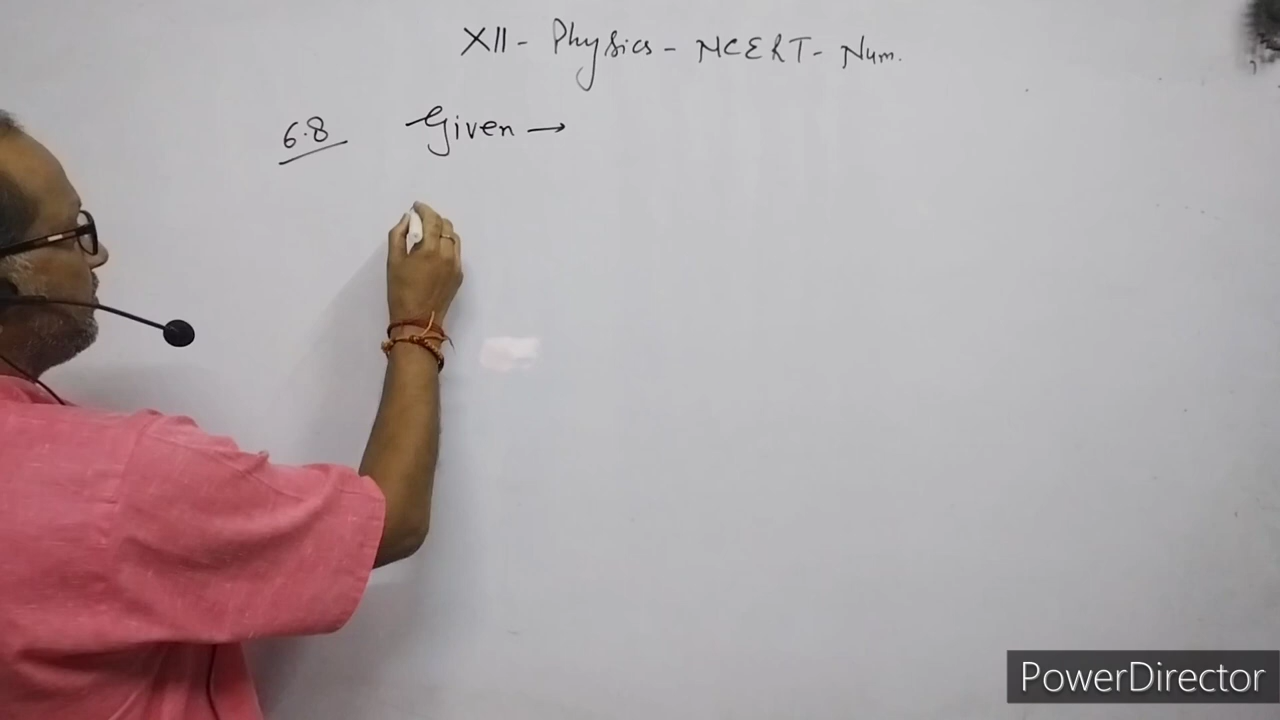 XII - Physics - NCERT - Num.
6.8 Given →
PowerDirector